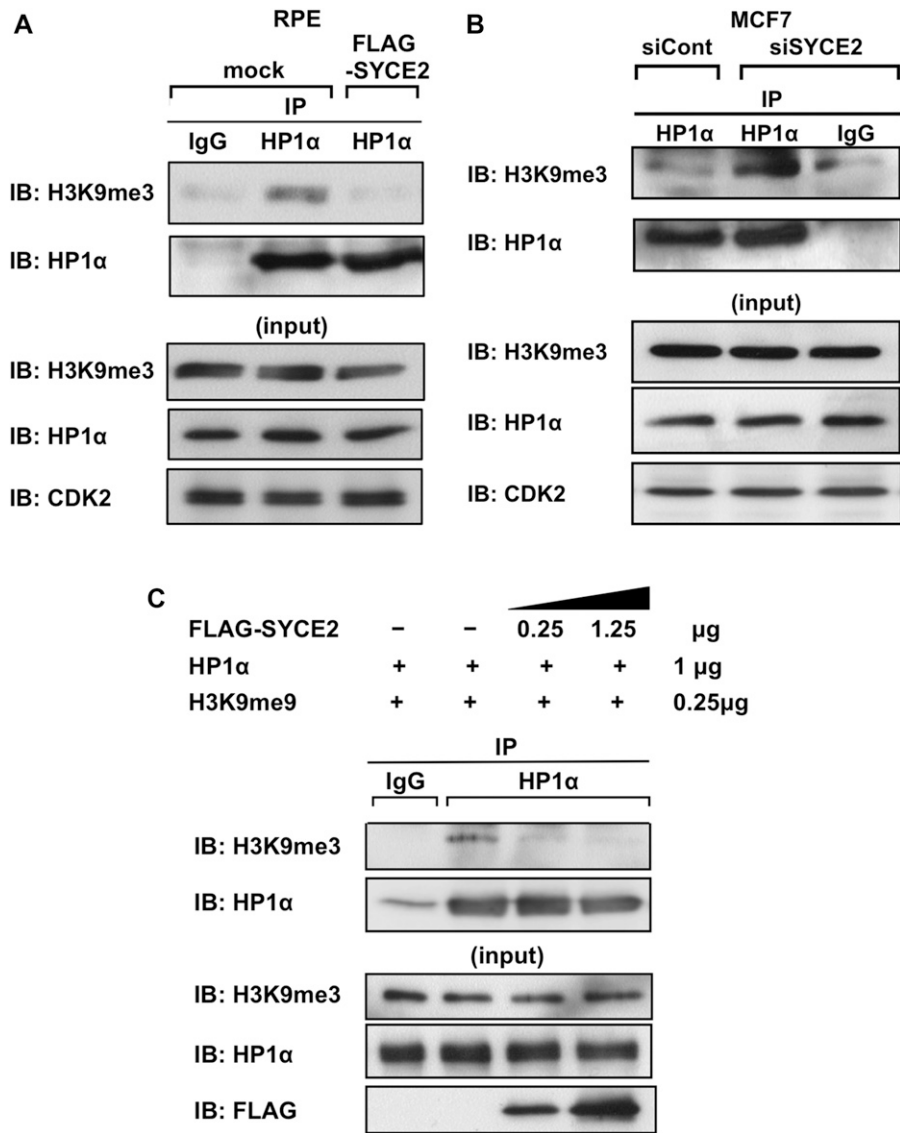 A
RPE
mock
FLAG
-SYCE2
IP
IgG HP1α HP1α
IB: H3K9me3
IB: HP1α
(input)
IB: H3K9me3
IB: HP1α
IB: CDK2
B
MCF7
siCont siSYCE2
IP
HP1α HP1α IgG
IB: H3K9me3
IB: HP1α
(input)
IB: H3K9me3
IB: HP1α
IB: CDK2
C
FLAG-SYCE2 – – 0.25 1.25 µg
HP1α + + + + 1 µg
H3K9me9 + + + + 0.25µg
IP
IgG HP1α
IB: H3K9me3
IB: HP1α
(input)
IB: H3K9me3
IB: HP1α
IB: FLAG